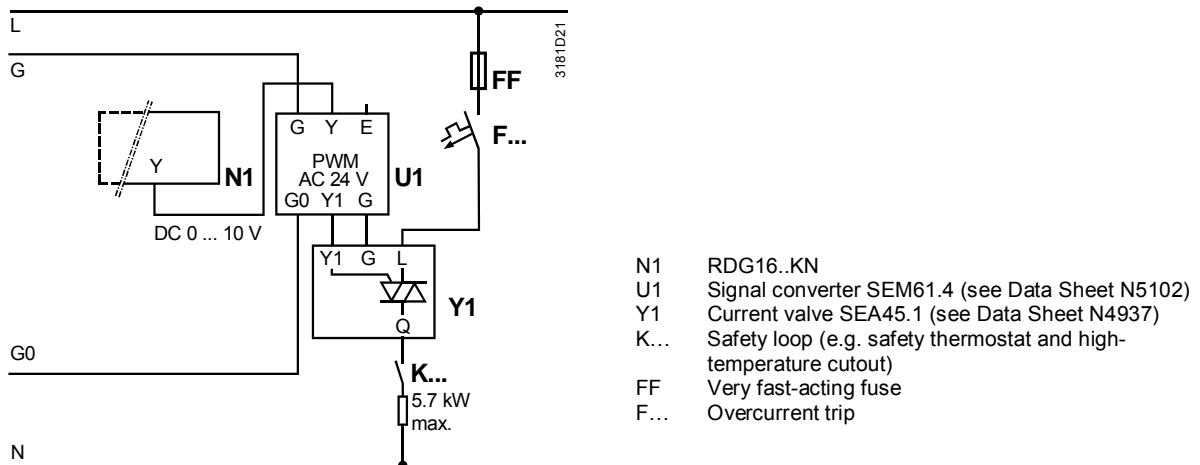 L
3181D21
G
FF
F...
G Y E
Y
N1
PWM
AC 24 V
U1
G0 Y1 G
DC 0 ... 10 V
Y1 G L
Y1
Q
G0
K...
5.7 kW
max.
N
N1 RDG16..KN
U1 Signal converter SEM61.4 (see Data Sheet N5102)
Y1 Current valve SEA45.1 (see Data Sheet N4937)
K… Safety loop (e.g. safety thermostat and high-
temperature cutout)
FF Very fast-acting fuse
F… Overcurrent trip